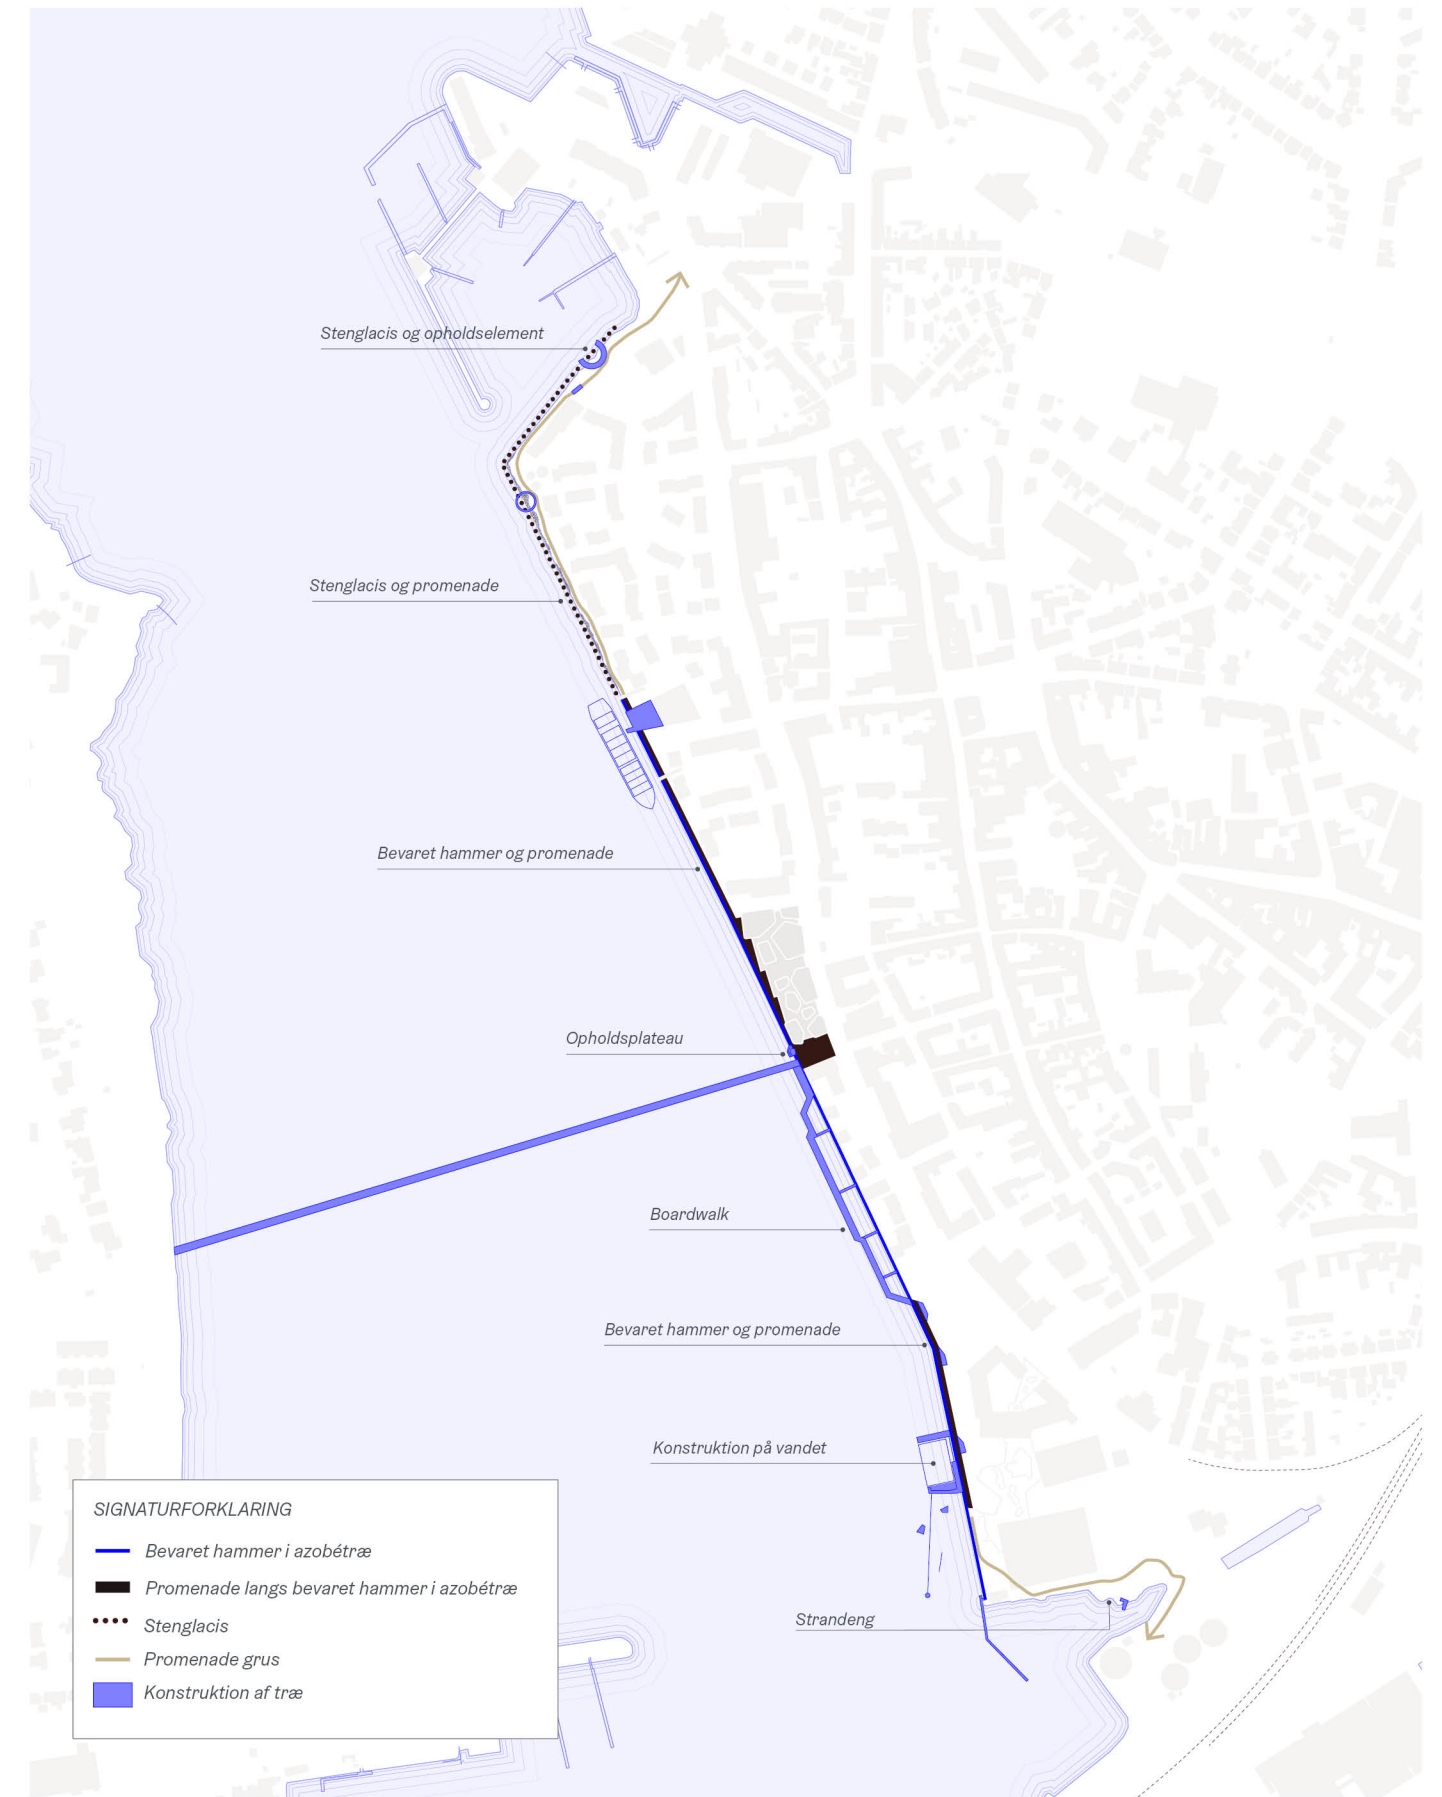 Stenglacis og opholdselement
Stenglacis og promenade
Bevaret hammer og promenade
Opholdsplateau
Boardwalk
Bevaret hammer og promenade
Konstruktion på vandet
Strandeng
SIGNATURFORKLARING
Bevaret hammer i azobétræ
Promenade langs bevaret hammer i azobétræ
Stenglacis
Promenade grus
Konstruktion af træ